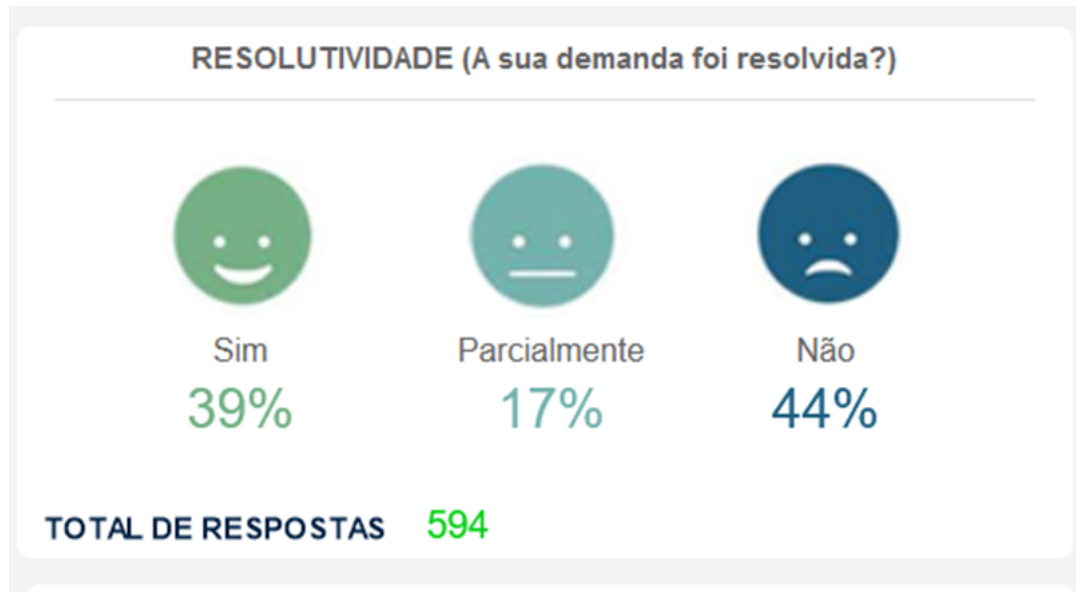 RESOLUTIVIDADE (A sua demanda foi resolvida?)
Sim Parcialmente Não
39% 17% 44%
TOTAL DE RESPOSTAS 594